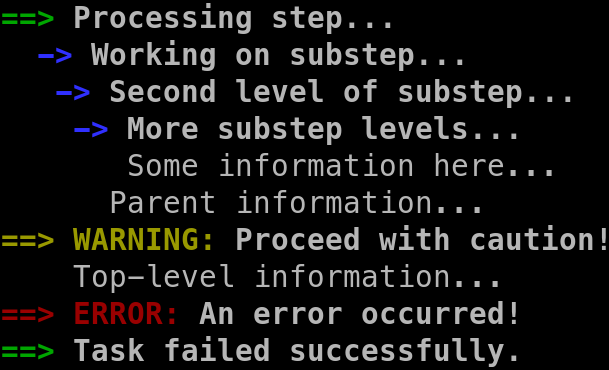 ==> Processing step...
  -> Working on substep...
   -> Second level of substep...
    -> More substep levels...
       Some information here...
      Parent information...
==> WARNING: Proceed with caution!
    Top-level information...
==> ERROR: An error occurred!
==> Task failed successfully.